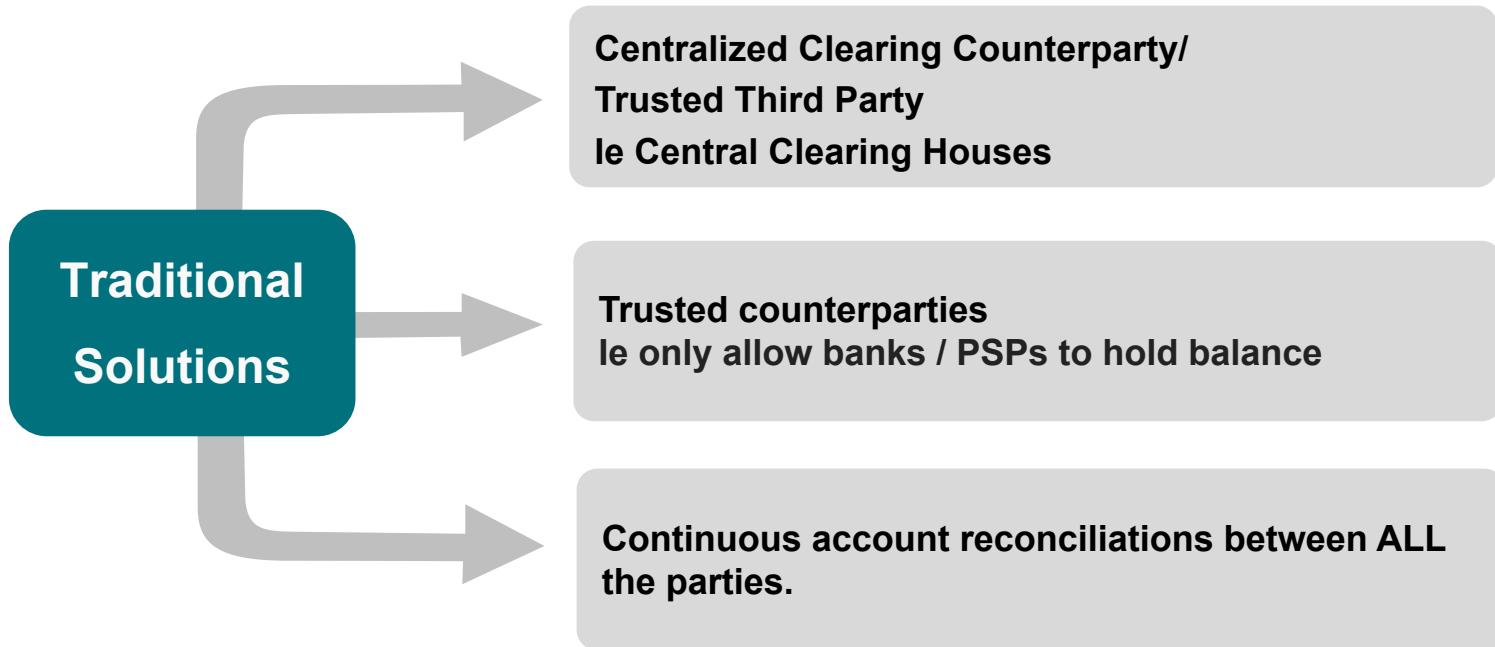 Traditional
Solutions
Centralized Clearing Counterparty/
Trusted Third Party
Ie Central Clearing Houses
Trusted counterparties
Ie only allow banks / PSPs to hold balance
Continuous account reconciliations between ALL
the parties.